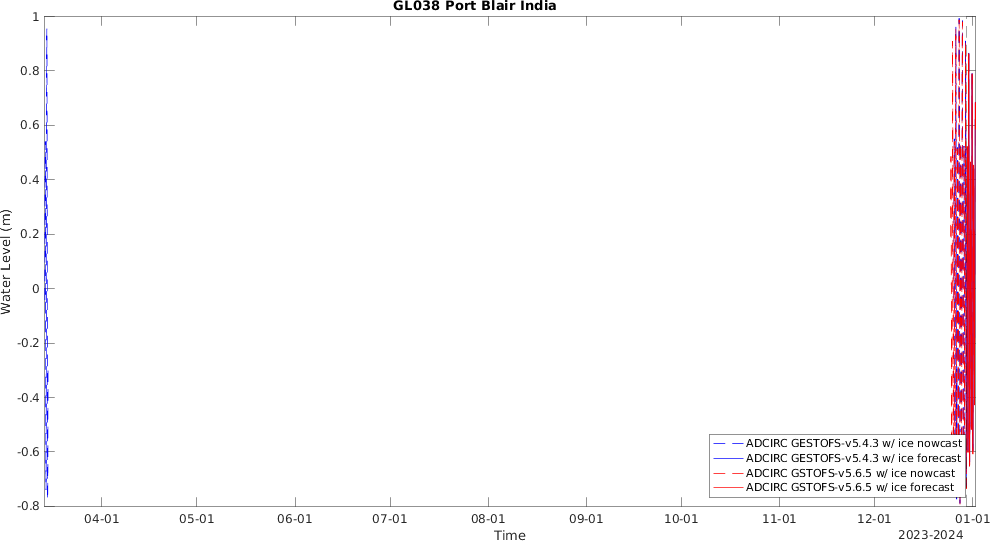 GL038 Port Blair India
Water Level (m)
1
0.8
0.6
0.4
0.2
0
-0.2
-0.4
-0.6
-0.8
ADCIRC GESTOFS-v5.4.3 w/ ice nowcast
ADCIRC GESTOFS-v5.4.3 w/ ice forecast
ADCIRC GSTOFS-v5.6.5 w/ ice nowcast
ADCIRC GSTOFS-v5.6.5 w/ ice forecast
04-01 05-01 06-01 07-01 08-01 09-01 10-01 11-01 12-01 01-01
Time
2023-2024